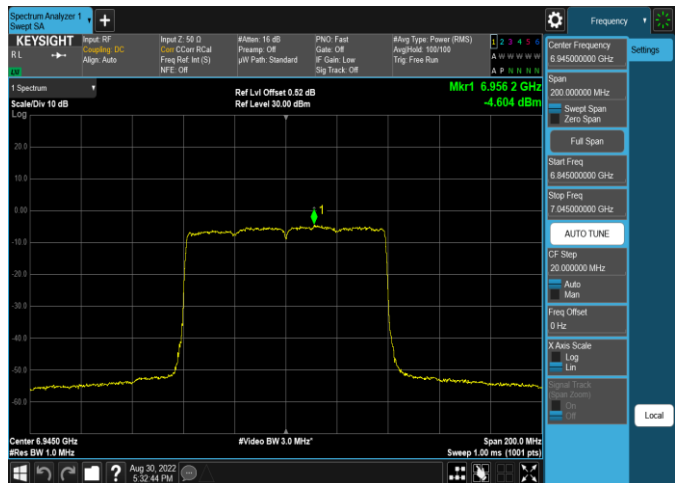 Spectrum Analyzer 1
Swept SA
+
Frequency
KEYSIGHT
RL
LW
Input: RF
Coupling: DC
Align: Auto
Input Z: 50 Ω
Corr CCorr RCal
Freq Ref: Int (S)
NFE: Off
#Atten: 16 dB
Preamp: Off
µW Path: Standard
PNO: Fast
Gate: Off
IF Gain: Low
Sig Track: Off
#Avg Type: Power (RMS)
Avg|Hold: 100/100
Trig: Free Run
1 2 3 4 5 6
A W W W W W
A P N N N N
1 Spectrum
Scale/Div 10 dB
Log
Ref Lvl Offset 0.52 dB
Ref Level 30.00 dBm
Mkr1 6.956 2 GHz
-4.604 dBm
20.0
10.0
0.00
-10.0
-20.0
-30.0
-40.0
-50.0
-60.0
1
Center 6.9450 GHz
#Res BW 1.0 MHz
#Video BW 3.0 MHz*
Span 200.0 MHz
Sweep 1.00 ms (1001 pts)
Aug 30, 2022
5:32:44 PM
?
Center Frequency
6.945000000 GHz
Span
200.000000 MHz
Swept Span
Zero Span
Full Span
Start Freq
6.845000000 GHz
Stop Freq
7.045000000 GHz
AUTO TUNE
CF Step
20.000000 MHz
Auto
Man
Freq Offset
0 Hz
X Axis Scale
Log
Lin
Signal Track
(Span Zoom)
On
Off
Settings
Local